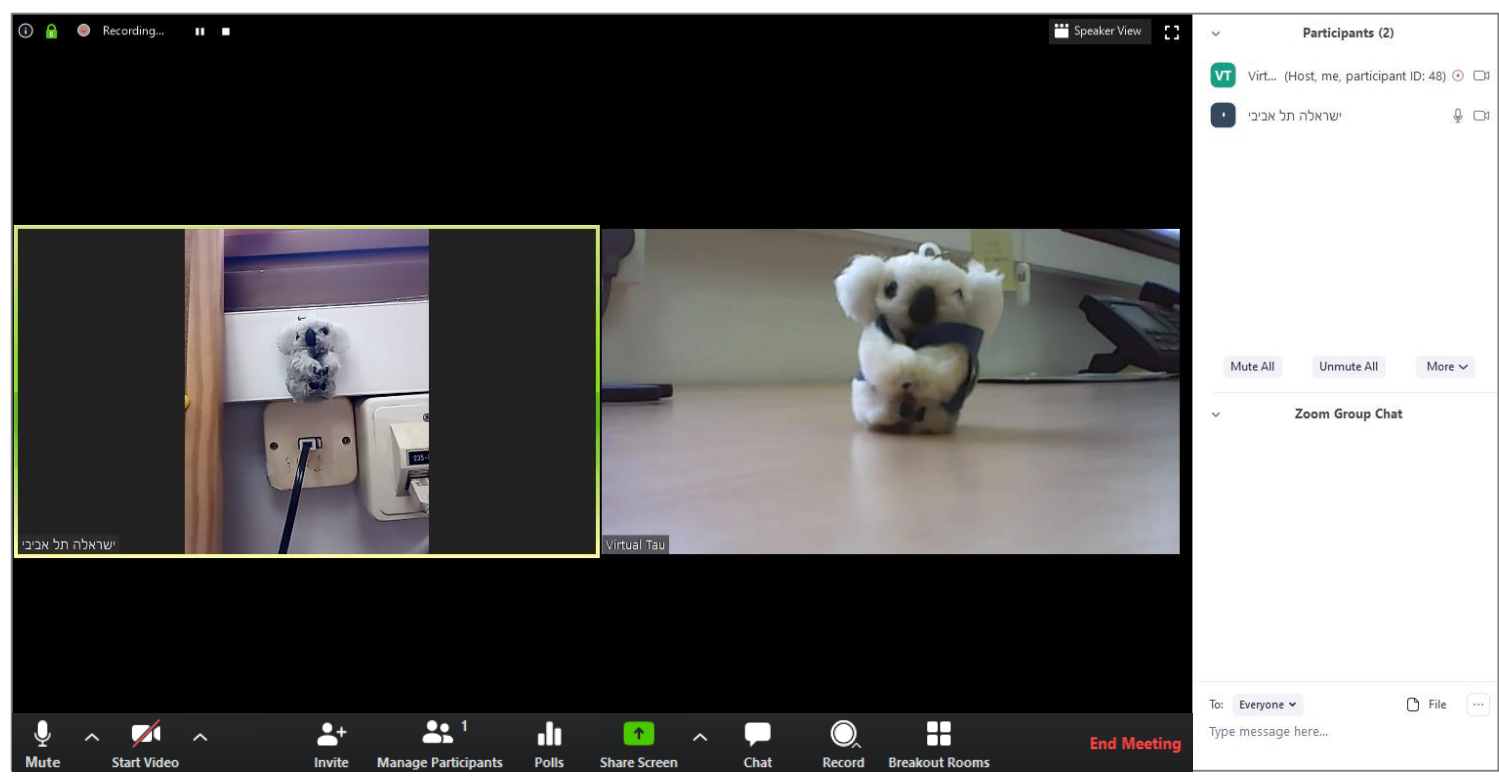 Recording...
Speaker View
Participants (2)
VT Virt... (Host, me, participant ID: 48)
י ישראלה תל אביבי
235-
ישראלה תל אביבי
Virtual Tau
Mute All Unmute All More
Zoom Group Chat
To: Everyone File ...
Type message here...
1
Mute Start Video Invite Manage Participants Polls Share Screen Chat Record Breakout Rooms End Meeting